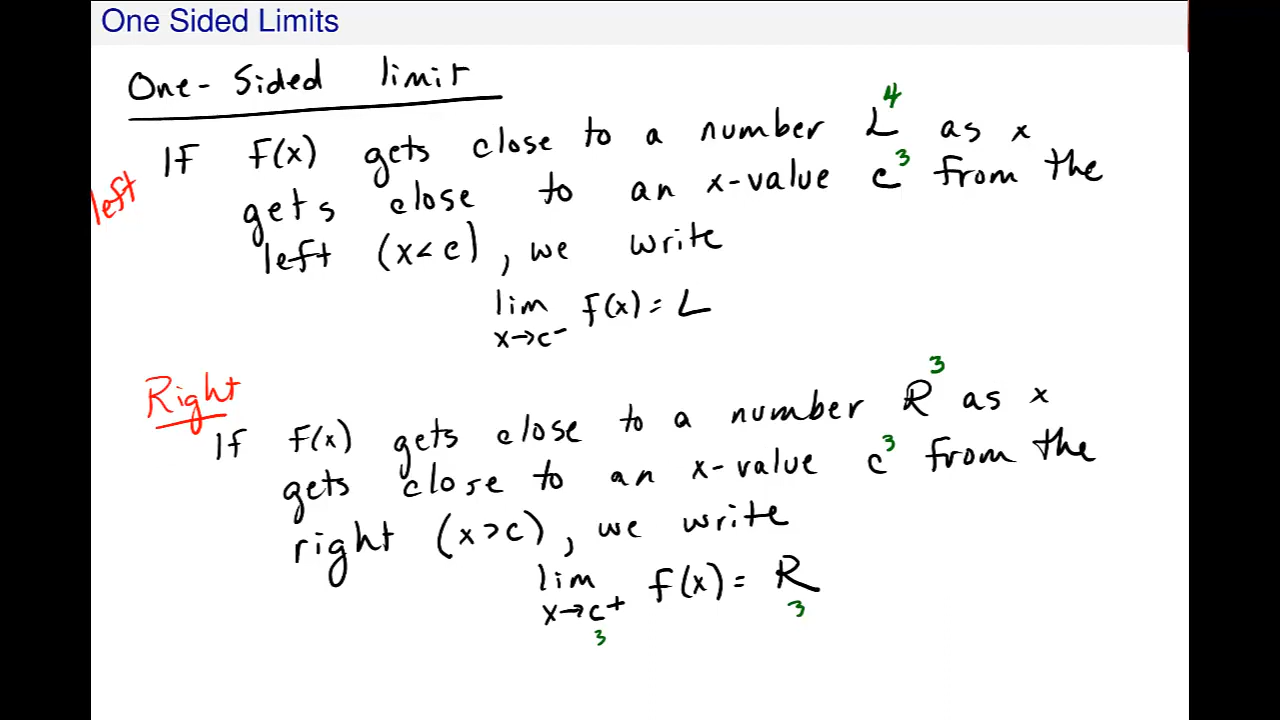 One Sided Limits
One-Sided limit
4
If f(x) gets close to a number L as x
left
3
gets close to an x-value c from the
left (x<c), we write
lim f(x) = L
x→c⁻
3
Right
If f(x) gets close to a number R as x
3
gets close to an x-value c from the
right (x>c), we write
lim f(x) = R
x→c⁺ 3
3